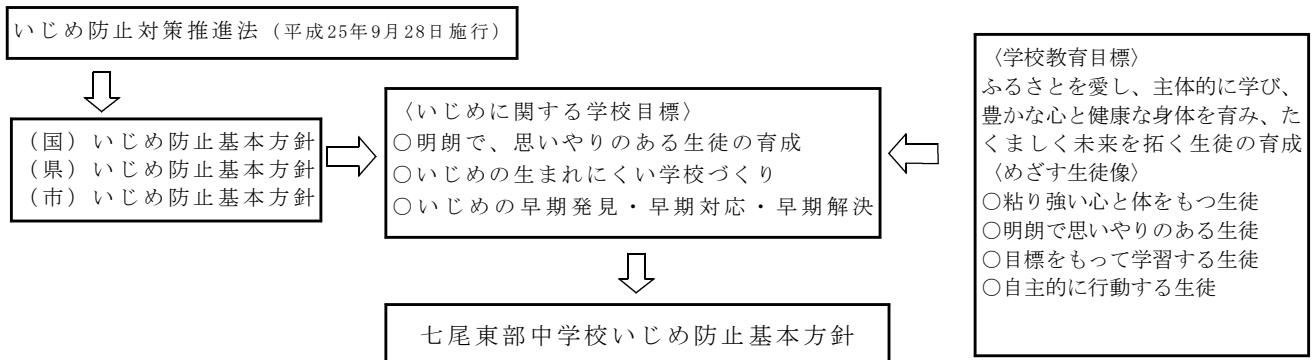 いじめ防止対策推進法（平成25年9月28日施行）
（国）いじめ防止基本方針
（県）いじめ防止基本方針
（市）いじめ防止基本方針
〈いじめに関する学校目標〉
○明朗で、思いやりのある生徒の育成
○いじめの生まれにくい学校づくり
○いじめの早期発見・早期対応・早期解決
〈学校教育目標〉
ふるさとを愛し、主体的に学び、
豊かな心と健康な身体を育み、た
くましく未来を拓く生徒の育成
〈めざす生徒像〉
○粘り強い心と体をもつ生徒
○明朗で思いやりのある生徒
○目標をもって学習する生徒
○自主的に行動する生徒
七尾東部中学校いじめ防止基本方針